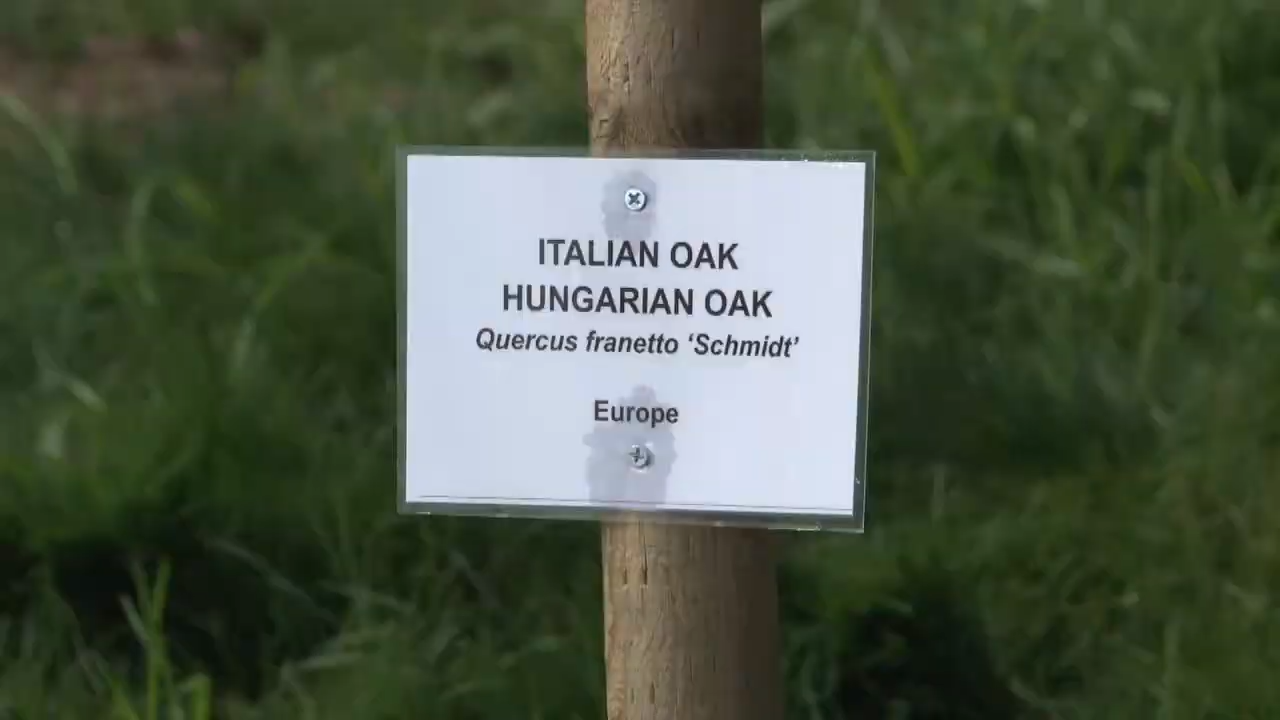 ITALIAN OAK
HUNGARIAN OAK
Quercus franetto ‘Schmidt’
Europe